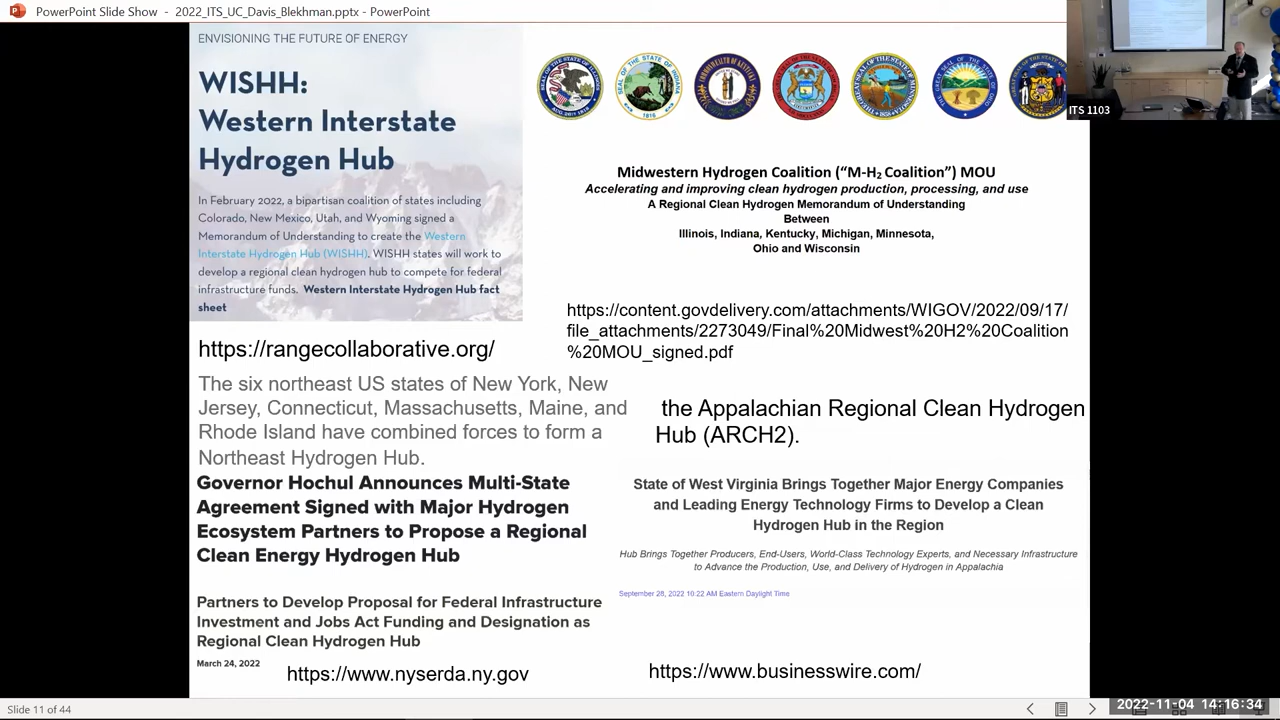 PowerPoint Slide Show - 2022_ITS_UC_Davis_Blekhman.pptx - PowerPoint
ENVISIONING THE FUTURE OF ENERGY
WISHH:
Western Interstate
Hydrogen Hub
In February 2022, a bipartisan coalition of states including
Colorado, New Mexico, Utah, and Wyoming signed a
Memorandum of Understanding to create the Western
Interstate Hydrogen Hub (WISHH). WISHH states will work to
develop a regional clean hydrogen hub to compete for federal
infrastructure funds. Western Interstate Hydrogen Hub fact
sheet
https://rangecollaborative.org/
ITS 1103
Midwestern Hydrogen Coalition (“M-H₂ Coalition”) MOU
Accelerating and improving clean hydrogen production, processing, and use
A Regional Clean Hydrogen Memorandum of Understanding
Between
Illinois, Indiana, Kentucky, Michigan, Minnesota,
Ohio and Wisconsin
https://content.govdelivery.com/attachments/WIGOV/2022/09/17/
file_attachments/2273049/Final%20Midwest%20H2%20Coalition
%20MOU_signed.pdf
The six northeast US states of New York, New
Jersey, Connecticut, Massachusetts, Maine, and
Rhode Island have combined forces to form a
Northeast Hydrogen Hub.
Governor Hochul Announces Multi-State
Agreement Signed with Major Hydrogen
Ecosystem Partners to Propose a Regional
Clean Energy Hydrogen Hub
Partners to Develop Proposal for Federal Infrastructure
Investment and Jobs Act Funding and Designation as
Regional Clean Hydrogen Hub
March 24, 2022
https://www.nyserda.ny.gov
the Appalachian Regional Clean Hydrogen
Hub (ARCH2).
State of West Virginia Brings Together Major Energy Companies
and Leading Energy Technology Firms to Develop a Clean
Hydrogen Hub in the Region
Hub Brings Together Producers, End-Users, World-Class Technology Experts, and Necessary Infrastructure
to Advance the Production, Use, and Delivery of Hydrogen in Appalachia
September 28, 2022 10:22 AM Eastern Daylight Time
https://www.businesswire.com/
Slide 11 of 44
2022-11-04 14:16:34